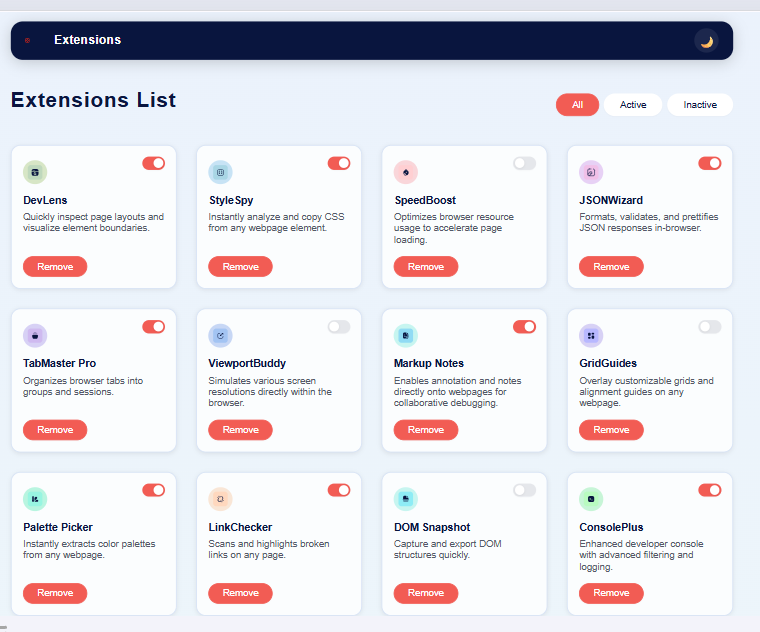 Extensions
Extensions List
All
Active
Inactive
DevLens
Quickly inspect page layouts and
visualize element boundaries.
Remove
StyleSpy
Instantly analyze and copy CSS
from any webpage element.
Remove
SpeedBoost
Optimizes browser resource
usage to accelerate page
loading.
Remove
JSONWizard
Formats, validates, and prettifies
JSON responses in-browser.
Remove
TabMaster Pro
Organizes browser tabs into
groups and sessions.
Remove
ViewportBuddy
Simulates various screen
resolutions directly within the
browser.
Remove
Markup Notes
Enables annotation and notes
directly onto webpages for
collaborative debugging.
Remove
GridGuides
Overlay customizable grids and
alignment guides on any
webpage.
Remove
Palette Picker
Instantly extracts color palettes
from any webpage.
Remove
LinkChecker
Scans and highlights broken
links on any page.
Remove
DOM Snapshot
Capture and export DOM
structures quickly.
Remove
ConsolePlus
Enhanced developer console
with advanced filtering and
logging.
Remove